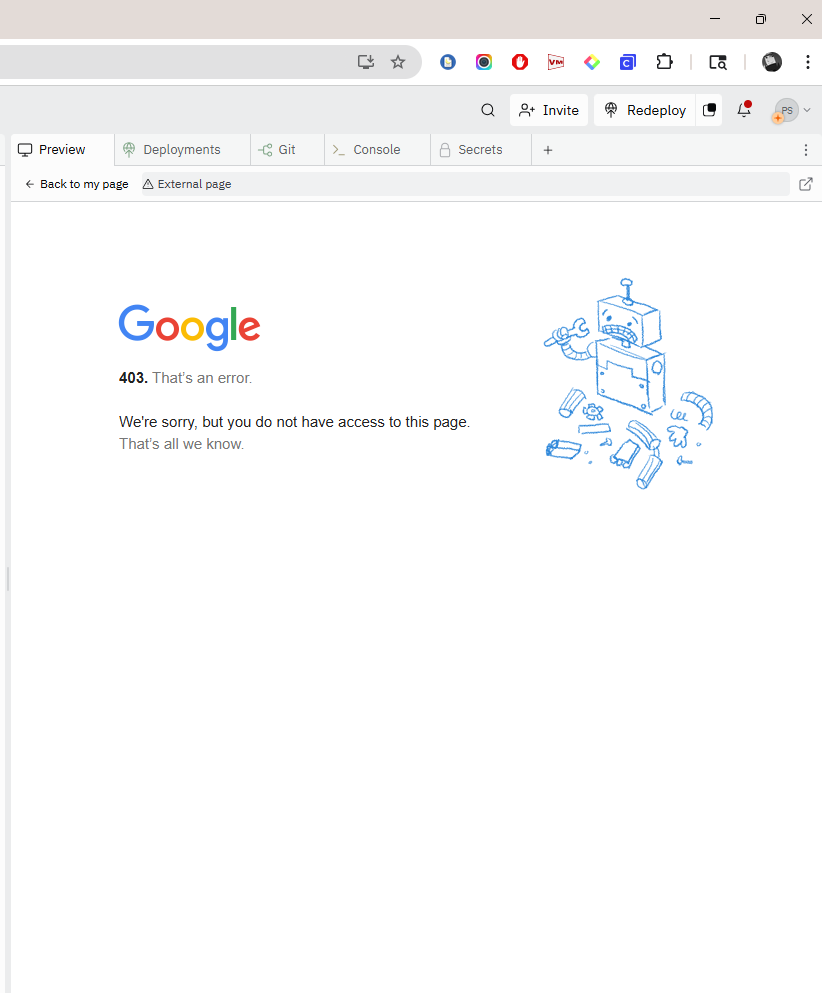 Invite
Redeploy
PS
Preview
Deployments
Git
Console
Secrets
Back to my page
External page
Google
403. That's an error.
We're sorry, but you do not have access to this page.
That's all we know.
VM
C